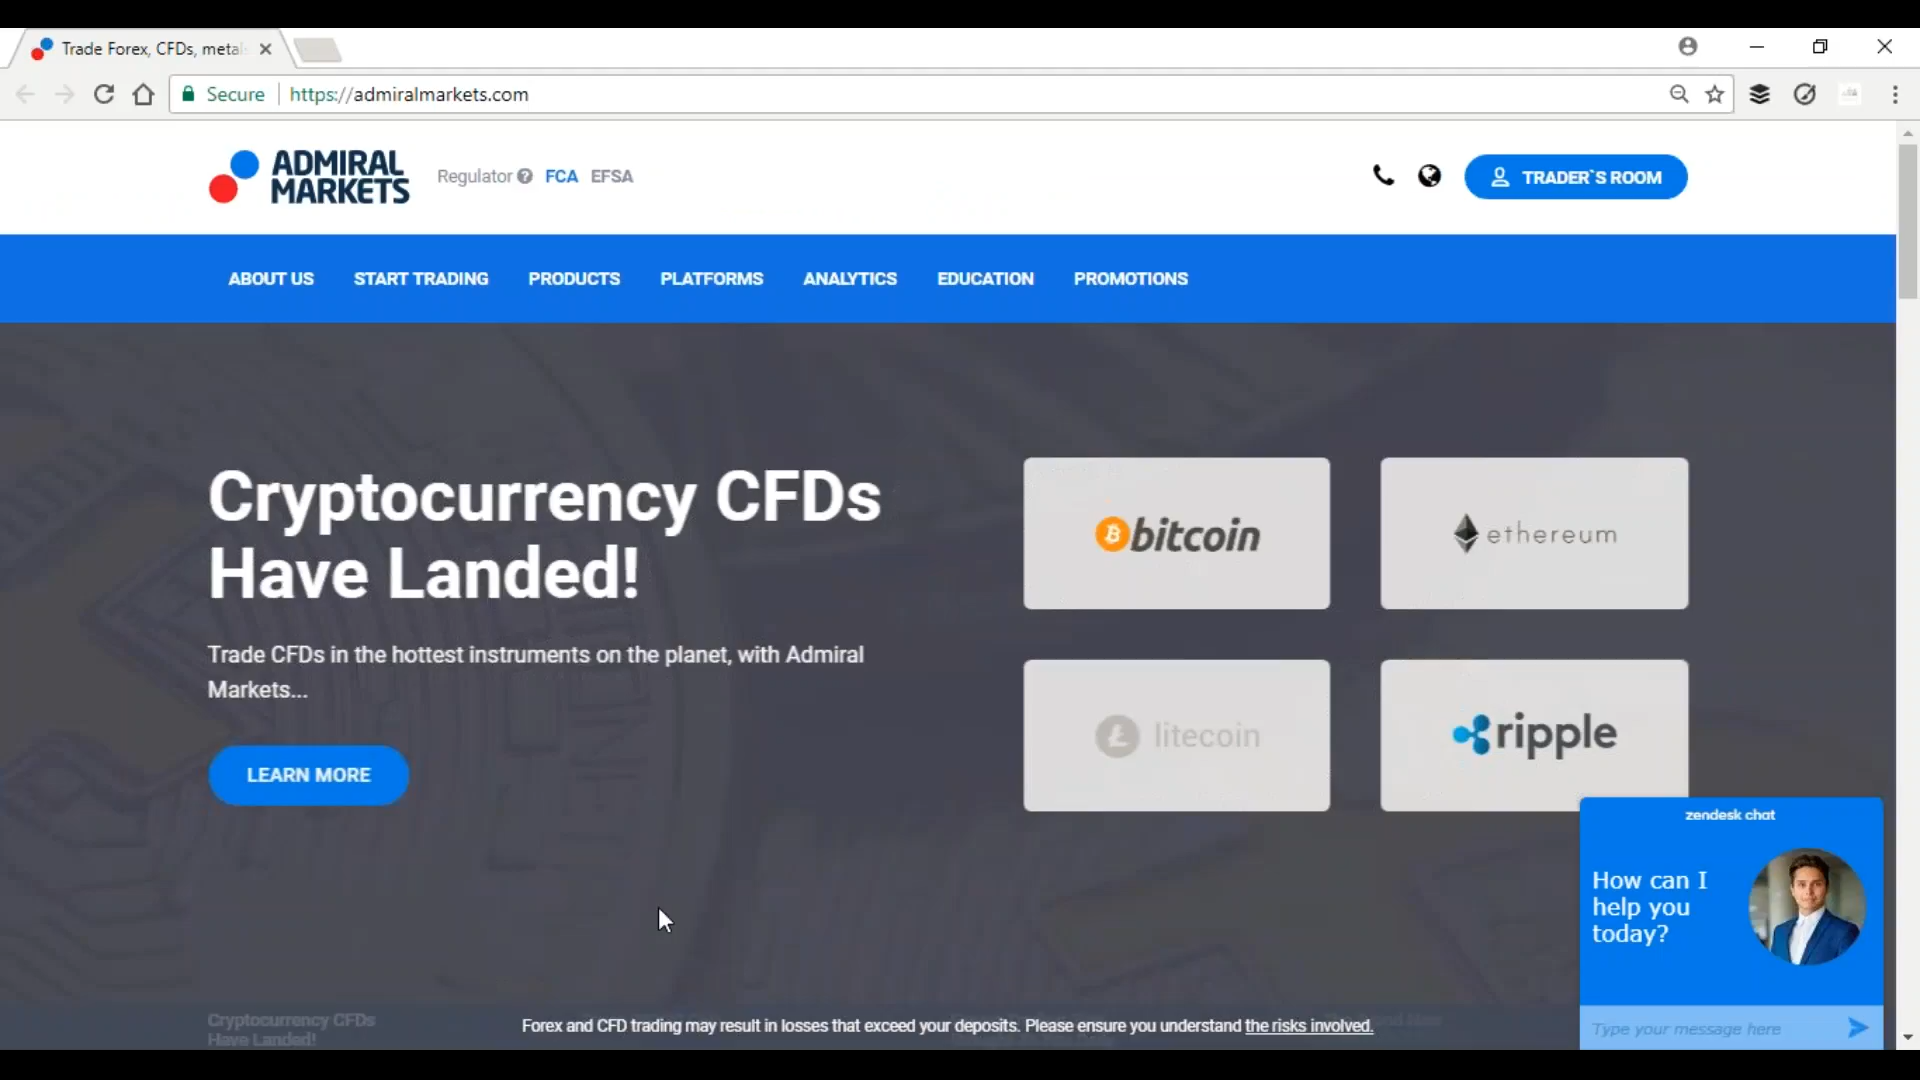 Trade Forex, CFDs, metal
Secure https://admiralmarkets.com
ADMIRAL
MARKETS
Regulator ? FCA EFSA
TRADER`S ROOM
ABOUT US START TRADING PRODUCTS PLATFORMS ANALYTICS EDUCATION PROMOTIONS
Cryptocurrency CFDs
Have Landed!
Trade CFDs in the hottest instruments on the planet, with Admiral
Markets...
LEARN MORE
bitcoin
ethereum
litecoin
ripple
zendesk chat
How can I
help you
today?
Type your message here
Cryptocurrency CFDs
Have Landed!
Forex and CFD trading may result in losses that exceed your deposits. Please ensure you understand the risks involved.